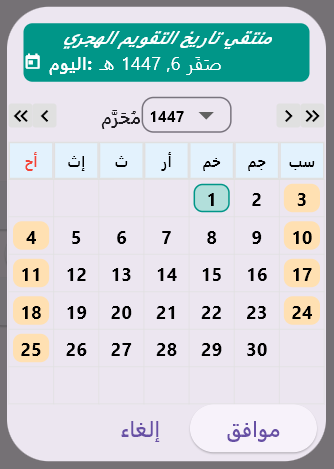 منتقي تاريخ التقويم الهجري
اليوم: صَفَر 6, 1447 هـ
« ‹ مُحَرَّم 1447 › »
أح إث ث أر خم جم سب
1 2 3
4 5 6 7 8 9 10
11 12 13 14 15 16 17
18 19 20 21 22 23 24
25 26 27 28 29 30
إلغاء موافق